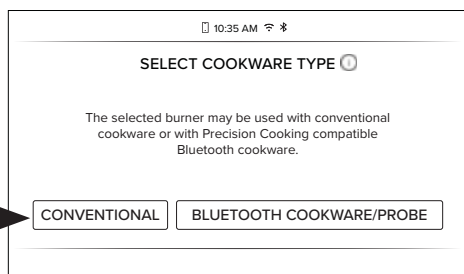 10:35 AM
SELECT COOKWARE TYPE
The selected burner may be used with conventional
cookware or with Precision Cooking compatible
Bluetooth cookware.
CONVENTIONAL
BLUETOOTH COOKWARE/PROBE